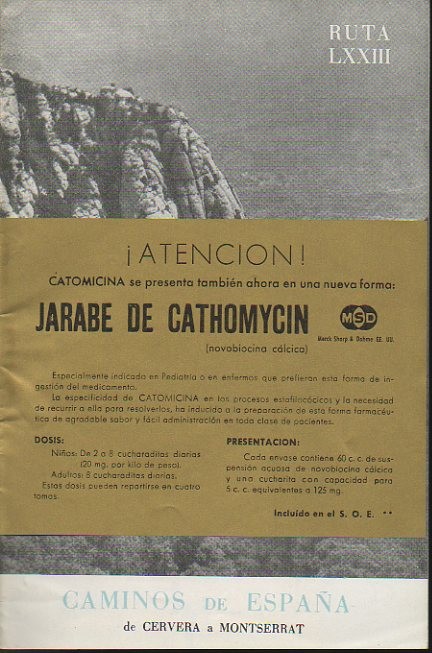 RUTA
LXXIII
¡ATENCION!
CATOMICINA se presenta también ahora en una nueva forma:
JARABE DE CATHOMYCIN
MSD
(novobiocina cálcica)
Merck Sharp & Dohme EE. UU.
Especialmente indicado en Pediatría o en enfermos que prefieran esta forma de in-
gestión del medicamento.
La especificidad de CATOMICINA en los procesos estafilocócicos y la necesidad
de recurrir a ella para resolverlos, ha inducido a la preparación de esta forma farmacéu-
tica de agradable sabor y fácil administración en toda clase de pacientes.
DOSIS:
Niños: De 2 a 8 cucharaditas diarias
(20 mg. por kilo de peso).
Adultos: 8 cucharaditas diarias.
Estas dosis pueden repartirse en cuatro
tomas.
PRESENTACION:
Cada envase contiene 60 c. c. de sus-
pensión acuosa de novobiocina cálcica
y una cucharita con capacidad para
5 c. c. equivalentes a 125 mg.
Incluído en el S. O. E. **
CAMINOS DE ESPAÑA
de CERVERA a MONTSERRAT